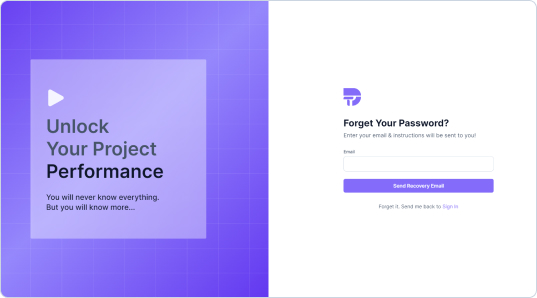 Unlock
Your Project
Performance
You will never know everything.
But you will know more...
Forget Your Password?
Enter your email & instructions will be sent to you!
Email
Send Recovery Email
Forget it. Send me back to Sign in